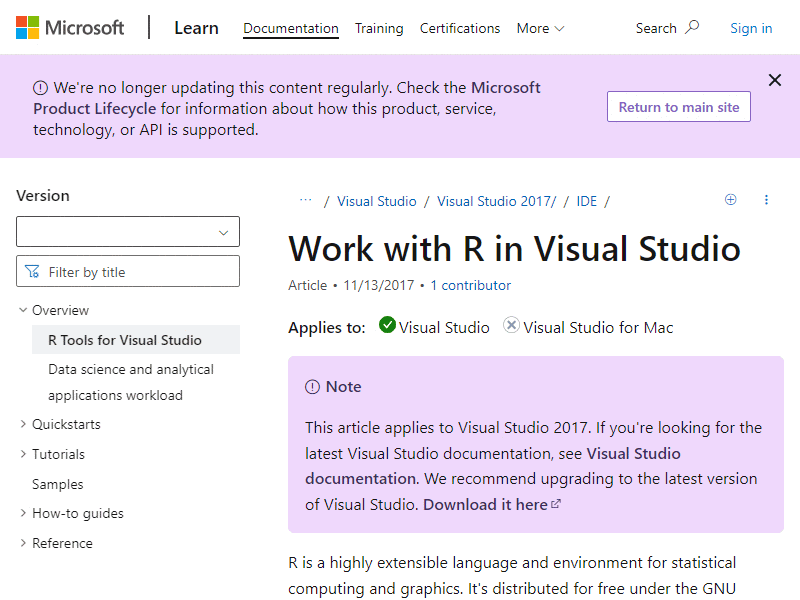 Microsoft
Learn
Documentation
Training
Certifications
More
Search
Sign in
We're no longer updating this content regularly. Check the Microsoft
Product Lifecycle for information about how this product, service,
technology, or API is supported.
Return to main site
Version
Filter by title
Overview
R Tools for Visual Studio
Data science and analytical
applications workload
Quickstarts
Tutorials
Samples
How-to guides
Reference
··· / Visual Studio / Visual Studio 2017/ / IDE /
Work with R in Visual Studio
Article • 11/13/2017 • 1 contributor
Applies to: Visual Studio Visual Studio for Mac
Note
This article applies to Visual Studio 2017. If you're looking for the
latest Visual Studio documentation, see Visual Studio
documentation. We recommend upgrading to the latest version
of Visual Studio. Download it here
R is a highly extensible language and environment for statistical
computing and graphics. It's distributed for free under the GNU